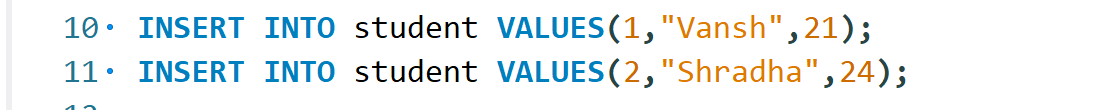 10• INSERT INTO student VALUES(1,"Vansh",21);
11• INSERT INTO student VALUES(2,"Shradha",24);